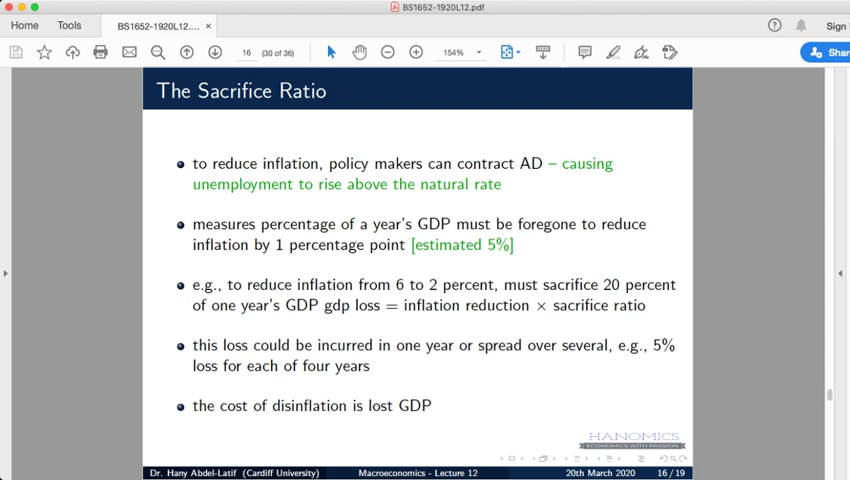 BS1652-1920L12.pdf
Home
Tools
BS1652-1920L12....
×
Sign
16
(30 of 36)
154%
Shar
The Sacrifice Ratio
to reduce inflation, policy makers can contract AD – causing
unemployment to rise above the natural rate
measures percentage of a year's GDP must be foregone to reduce
inflation by 1 percentage point [estimated 5%]
e.g., to reduce inflation from 6 to 2 percent, must sacrifice 20 percent
of one year's GDP gdp loss = inflation reduction × sacrifice ratio
this loss could be incurred in one year or spread over several, e.g., 5%
loss for each of four years
the cost of disinflation is lost GDP
HANOMICS
ECONOMICS WITH PASSION
Dr. Hany Abdel-Latif (Cardiff University)
Macroeconomics - Lecture 12
20th March 2020
16 / 19